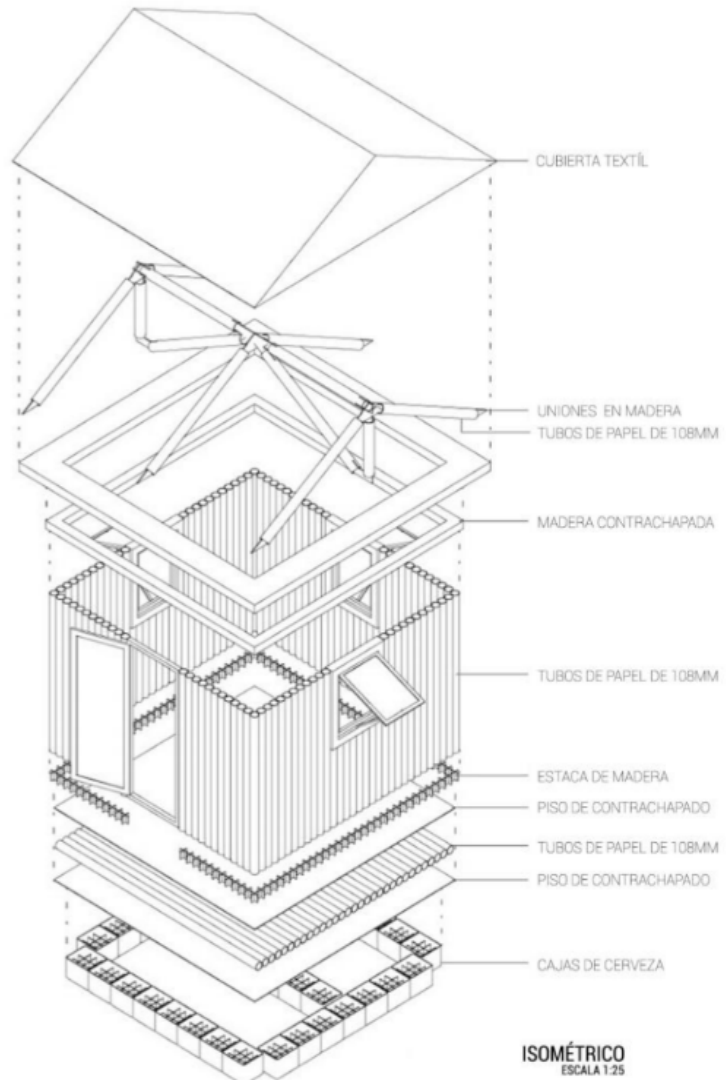 CUBIERTA TEXTÍL
UNIONES EN MADERA
TUBOS DE PAPEL DE 108MM
MADERA CONTRACHAPADA
TUBOS DE PAPEL DE 108MM
ESTACA DE MADERA
PISO DE CONTRACHAPADO
TUBOS DE PAPEL DE 108MM
PISO DE CONTRACHAPADO
CAJAS DE CERVEZA
ISOMÉTRICO
ESCALA 1:25